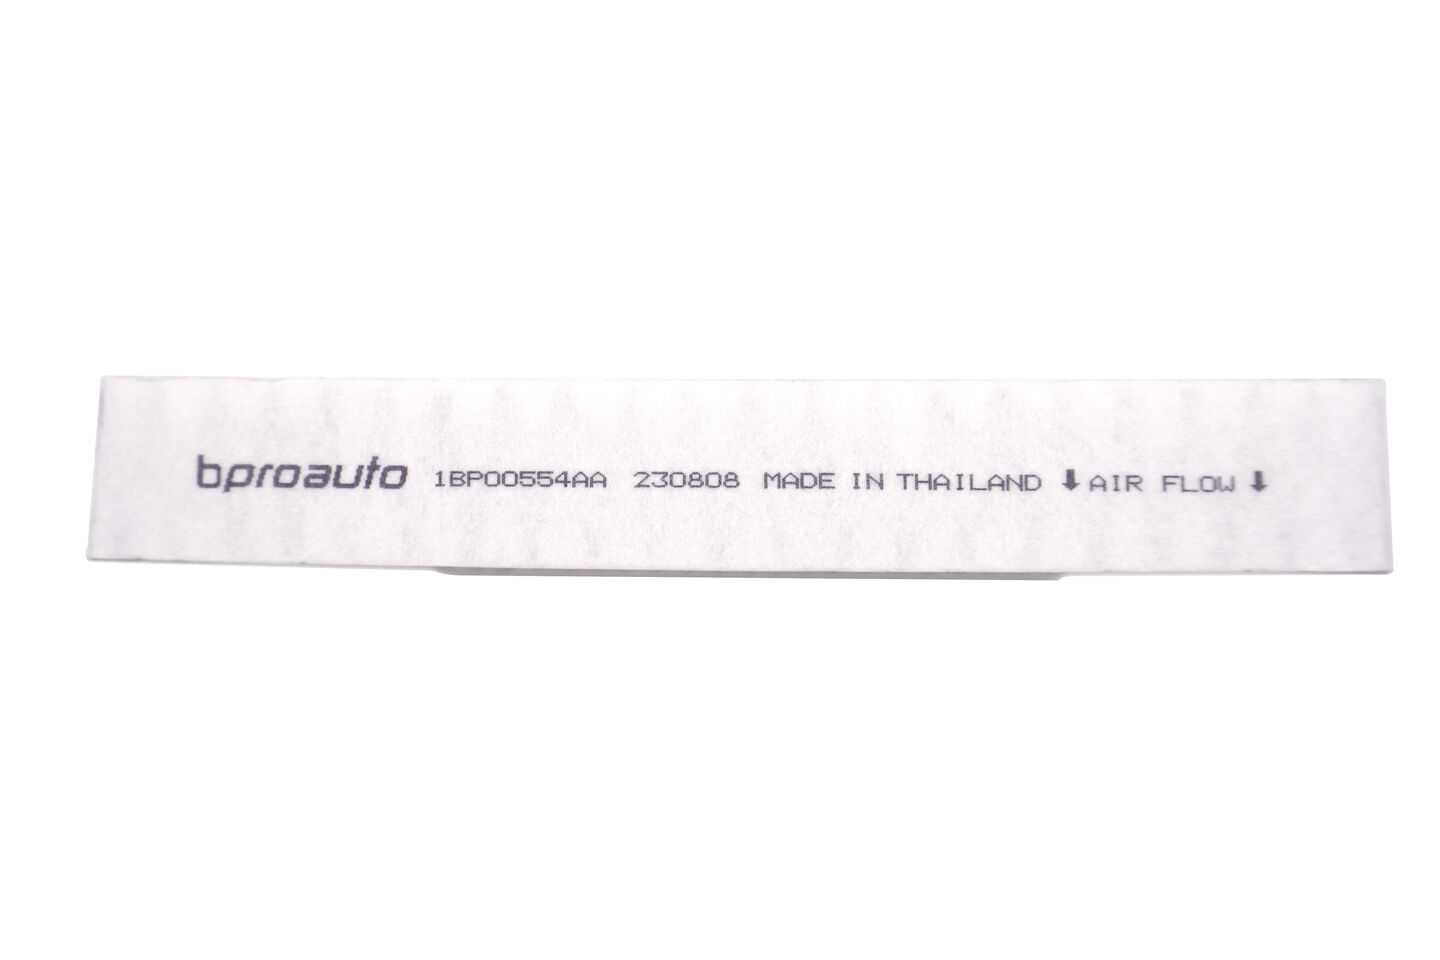 bproauto 1BP00554AA 230808 MADE IN THAILAND ⬇ AIR FLOW ⬇